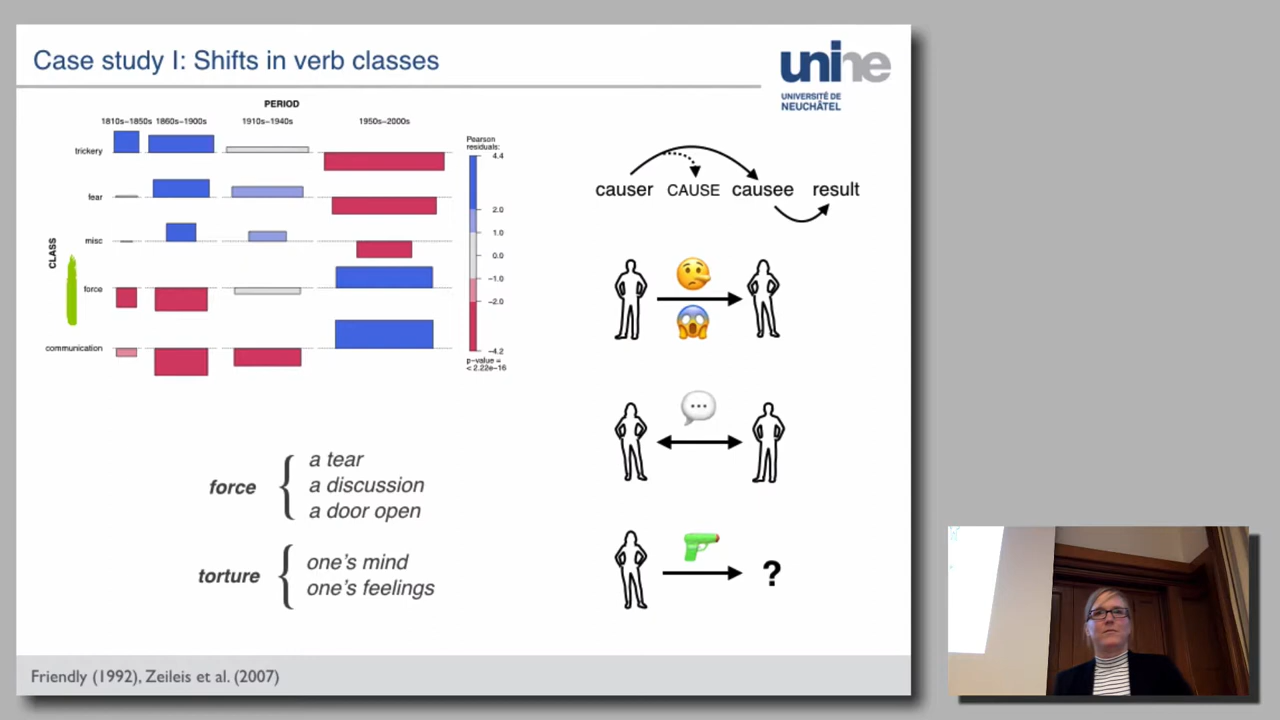 Case study I: Shifts in verb classes
unine
UNIVERSITÉ DE
NEUCHÂTEL
PERIOD
1810s–1850s 1860s–1900s 1910s–1940s 1950s–2000s
CLASS
trickery
fear
misc
force
communication
Pearson
residuals:
4.4
2.0
1.0
0.0
−1.0
−2.0
−4.2
p-value =
< 2.22e-16
causer CAUSE causee result
?
force { a tear
a discussion
a door open
torture { one's mind
one's feelings
Friendly (1992), Zeileis et al. (2007)